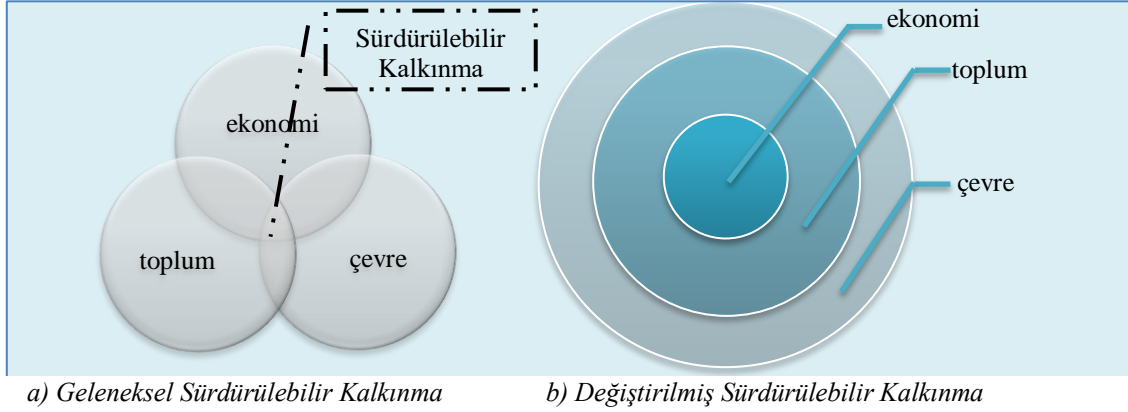 Sürdürülebilir
Kalkınma
ekonomi
toplum
çevre
ekonomi
toplum
çevre
a) Geleneksel Sürdürülebilir Kalkınma
b) Değiştirilmiş Sürdürülebilir Kalkınma